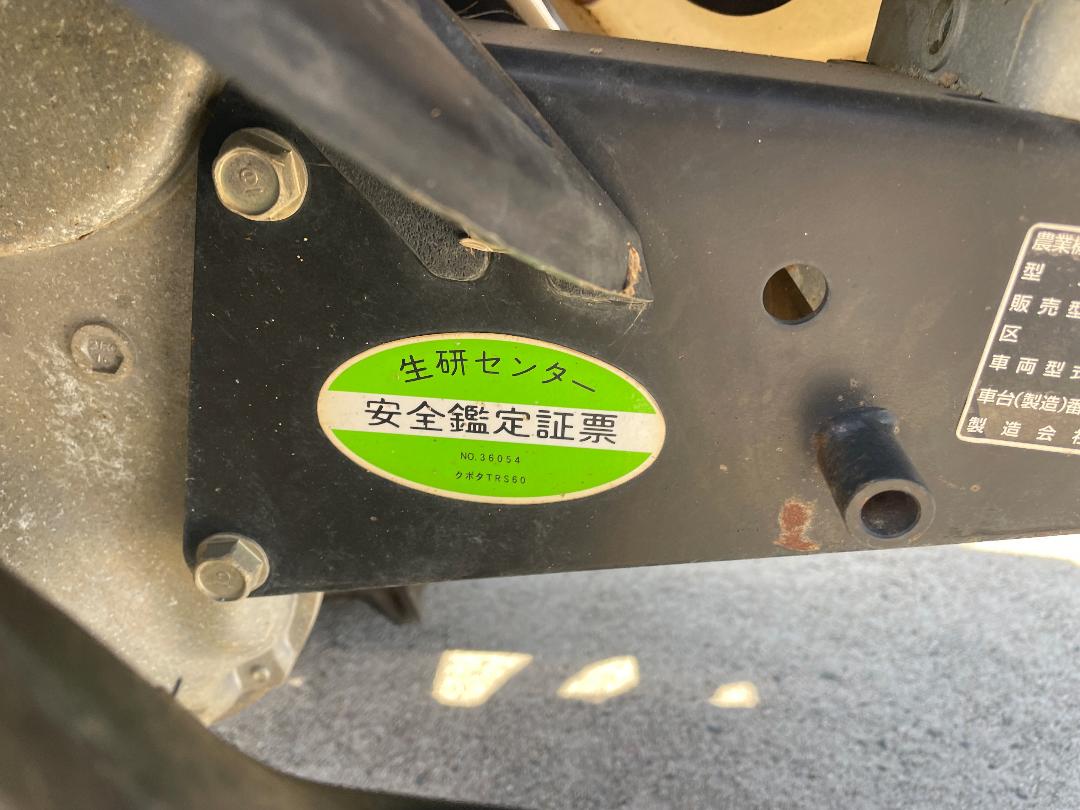 生研センター
安全鑑定証票
NO.36054
クボタTRS60
農業機
型
販売型
区
車両型式
車台(製造)番
製造会社